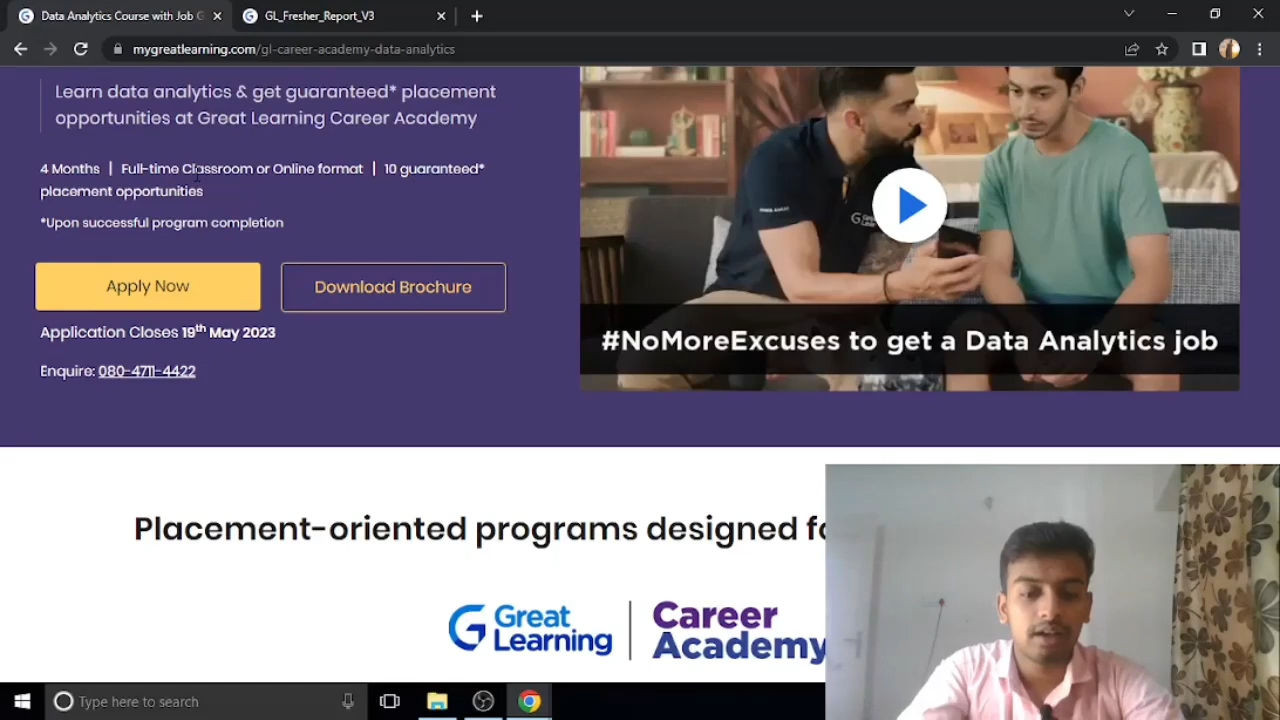 Data Analytics Course with Job G
GL_Fresher_Report_V3
mygreatlearning.com/gl-career-academy-data-analytics
Learn data analytics & get guaranteed* placement
opportunities at Great Learning Career Academy
4 Months | Full-time Classroom or Online format | 10 guaranteed*
placement opportunities
*Upon successful program completion
Apply Now
Download Brochure
Application Closes 19th May 2023
Enquire: 080-4711-4422
#NoMoreExcuses to get a Data Analytics job
Placement-oriented programs designed fo
Great
Learning
Career
Academy
Type here to search